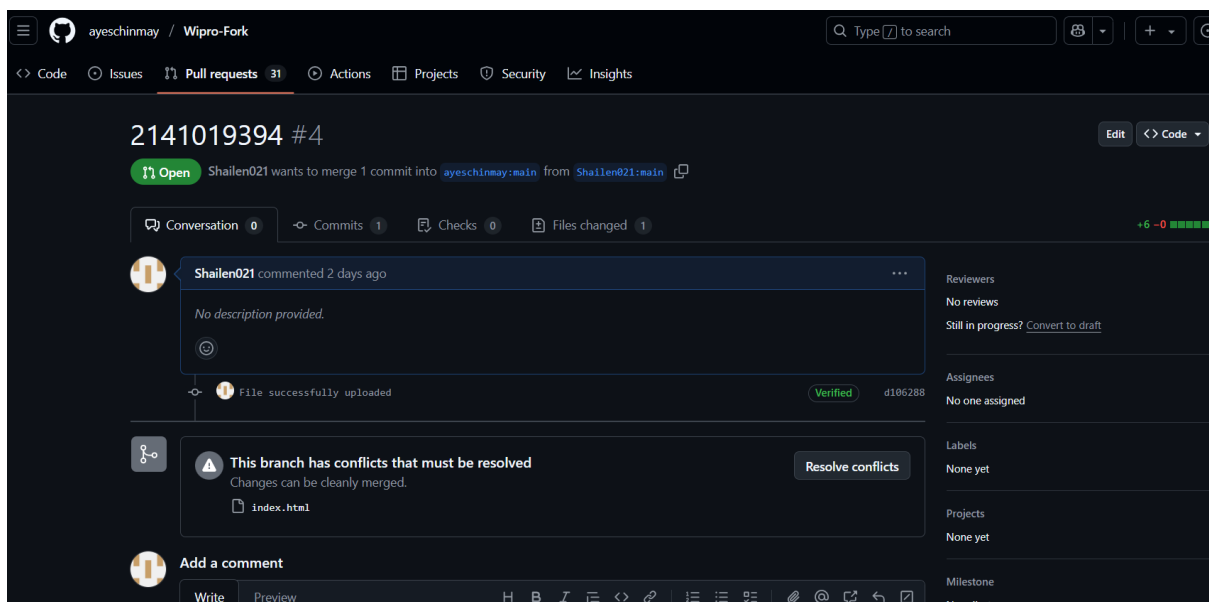 ayeschinmay / Wipro-Fork
Type / to search
Code Issues Pull requests 31 Actions Projects Security Insights
2141019394 #4
Edit <> Code
Open Shailen021 wants to merge 1 commit into ayeschinmay:main from Shailen021:main
Conversation 0 Commits 1 Checks 0 Files changed 1
+6 −0
Shailen021 commented 2 days ago
No description provided.
File successfully uploaded Verified d106288
This branch has conflicts that must be resolved
Changes can be cleanly merged.
index.html
Resolve conflicts
Add a comment
Write Preview
Reviewers
No reviews
Still in progress? Convert to draft
Assignees
No one assigned
Labels
None yet
Projects
None yet
Milestone